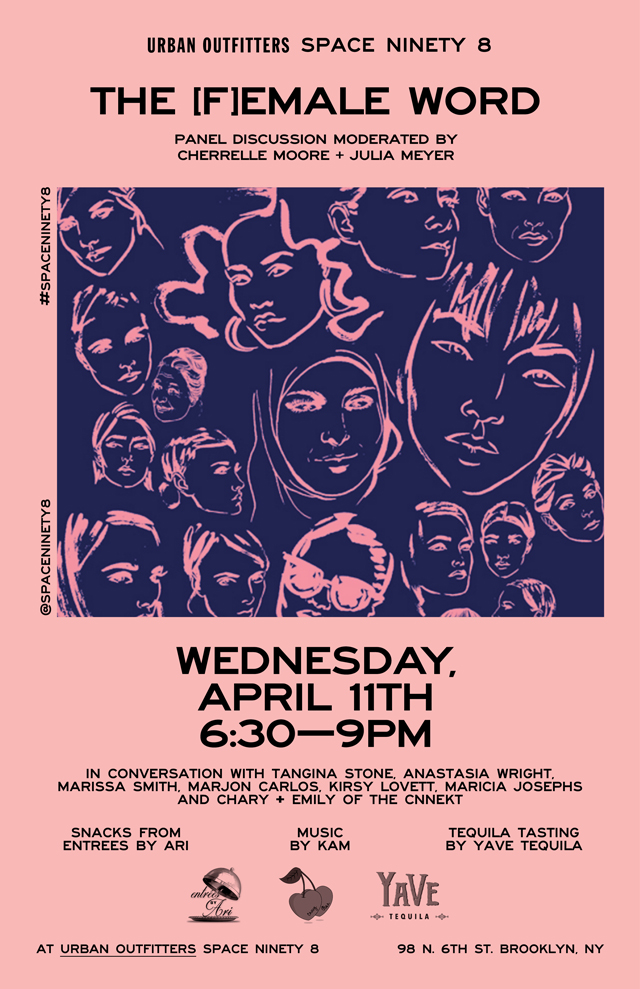 URBAN OUTFITTERS SPACE NINETY 8
THE [F]EMALE WORD
PANEL DISCUSSION MODERATED BY
CHERRELLE MOORE + JULIA MEYER
#SPACENINETY8
@SPACENINETY8
WEDNESDAY,
APRIL 11TH
6:30—9PM
IN CONVERSATION WITH TANGINA STONE, ANASTASIA WRIGHT,
MARISSA SMITH, MARJON CARLOS, KIRSY LOVETT, MARICIA JOSEPHS
AND CHARY + EMILY OF THE CNNEKT
SNACKS FROM
ENTREES BY ARI
MUSIC
BY KAM
TEQUILA TASTING
BY YAVE TEQUILA
entrées
BY
Ari
YAVE
TEQUILA
AT URBAN OUTFITTERS SPACE NINETY 8
98 N. 6TH ST. BROOKLYN, NY